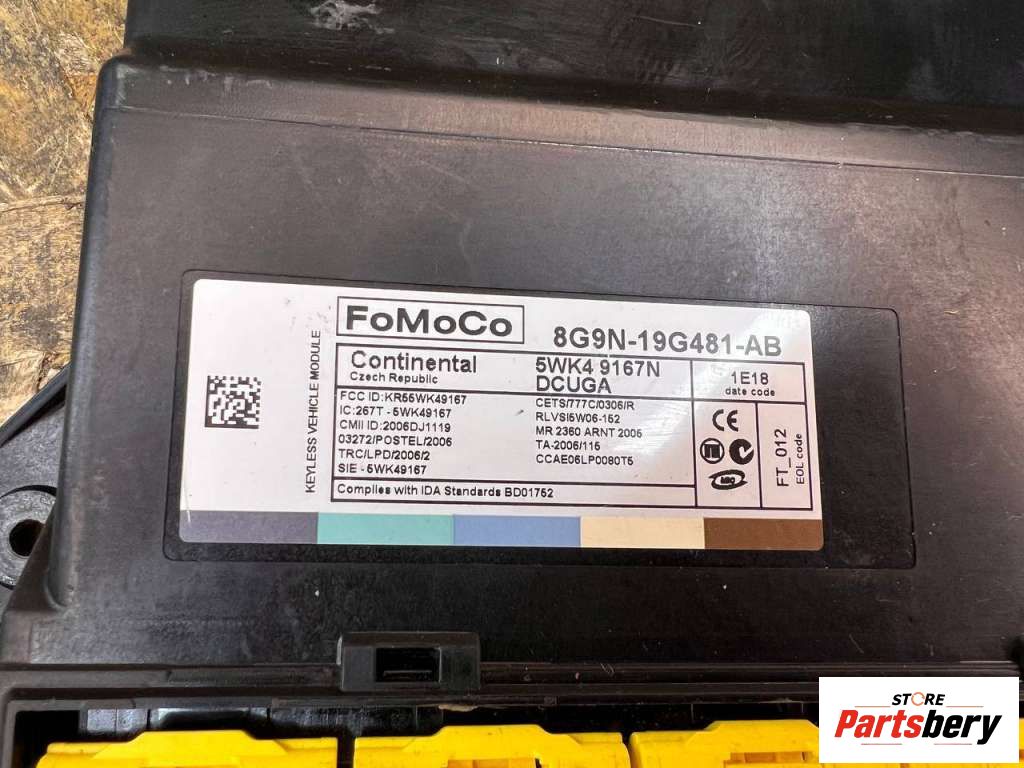 FoMoCo
8G9N-19G481-AB
KEYLESS VEHICLE MODULE
Continental
Czech Republic
5WK4 9167N
DCUGA
1E18
date code
FCC ID:KR55WK49167
IC:267T - 5WK49167
CMII ID:2006DJ1119
03272/POSTEL/2006
TRC/LPD/2006/2
SIE - 5WK49167
CETS/777C/0306/R
RLVSI5W06-152
MR 2360 ARNT 2005
TA-2006/115
CCAE06LP0080T5
CE
FT_012
EOL code
Complies with IDA Standards BD01752
STORE
Partsbery